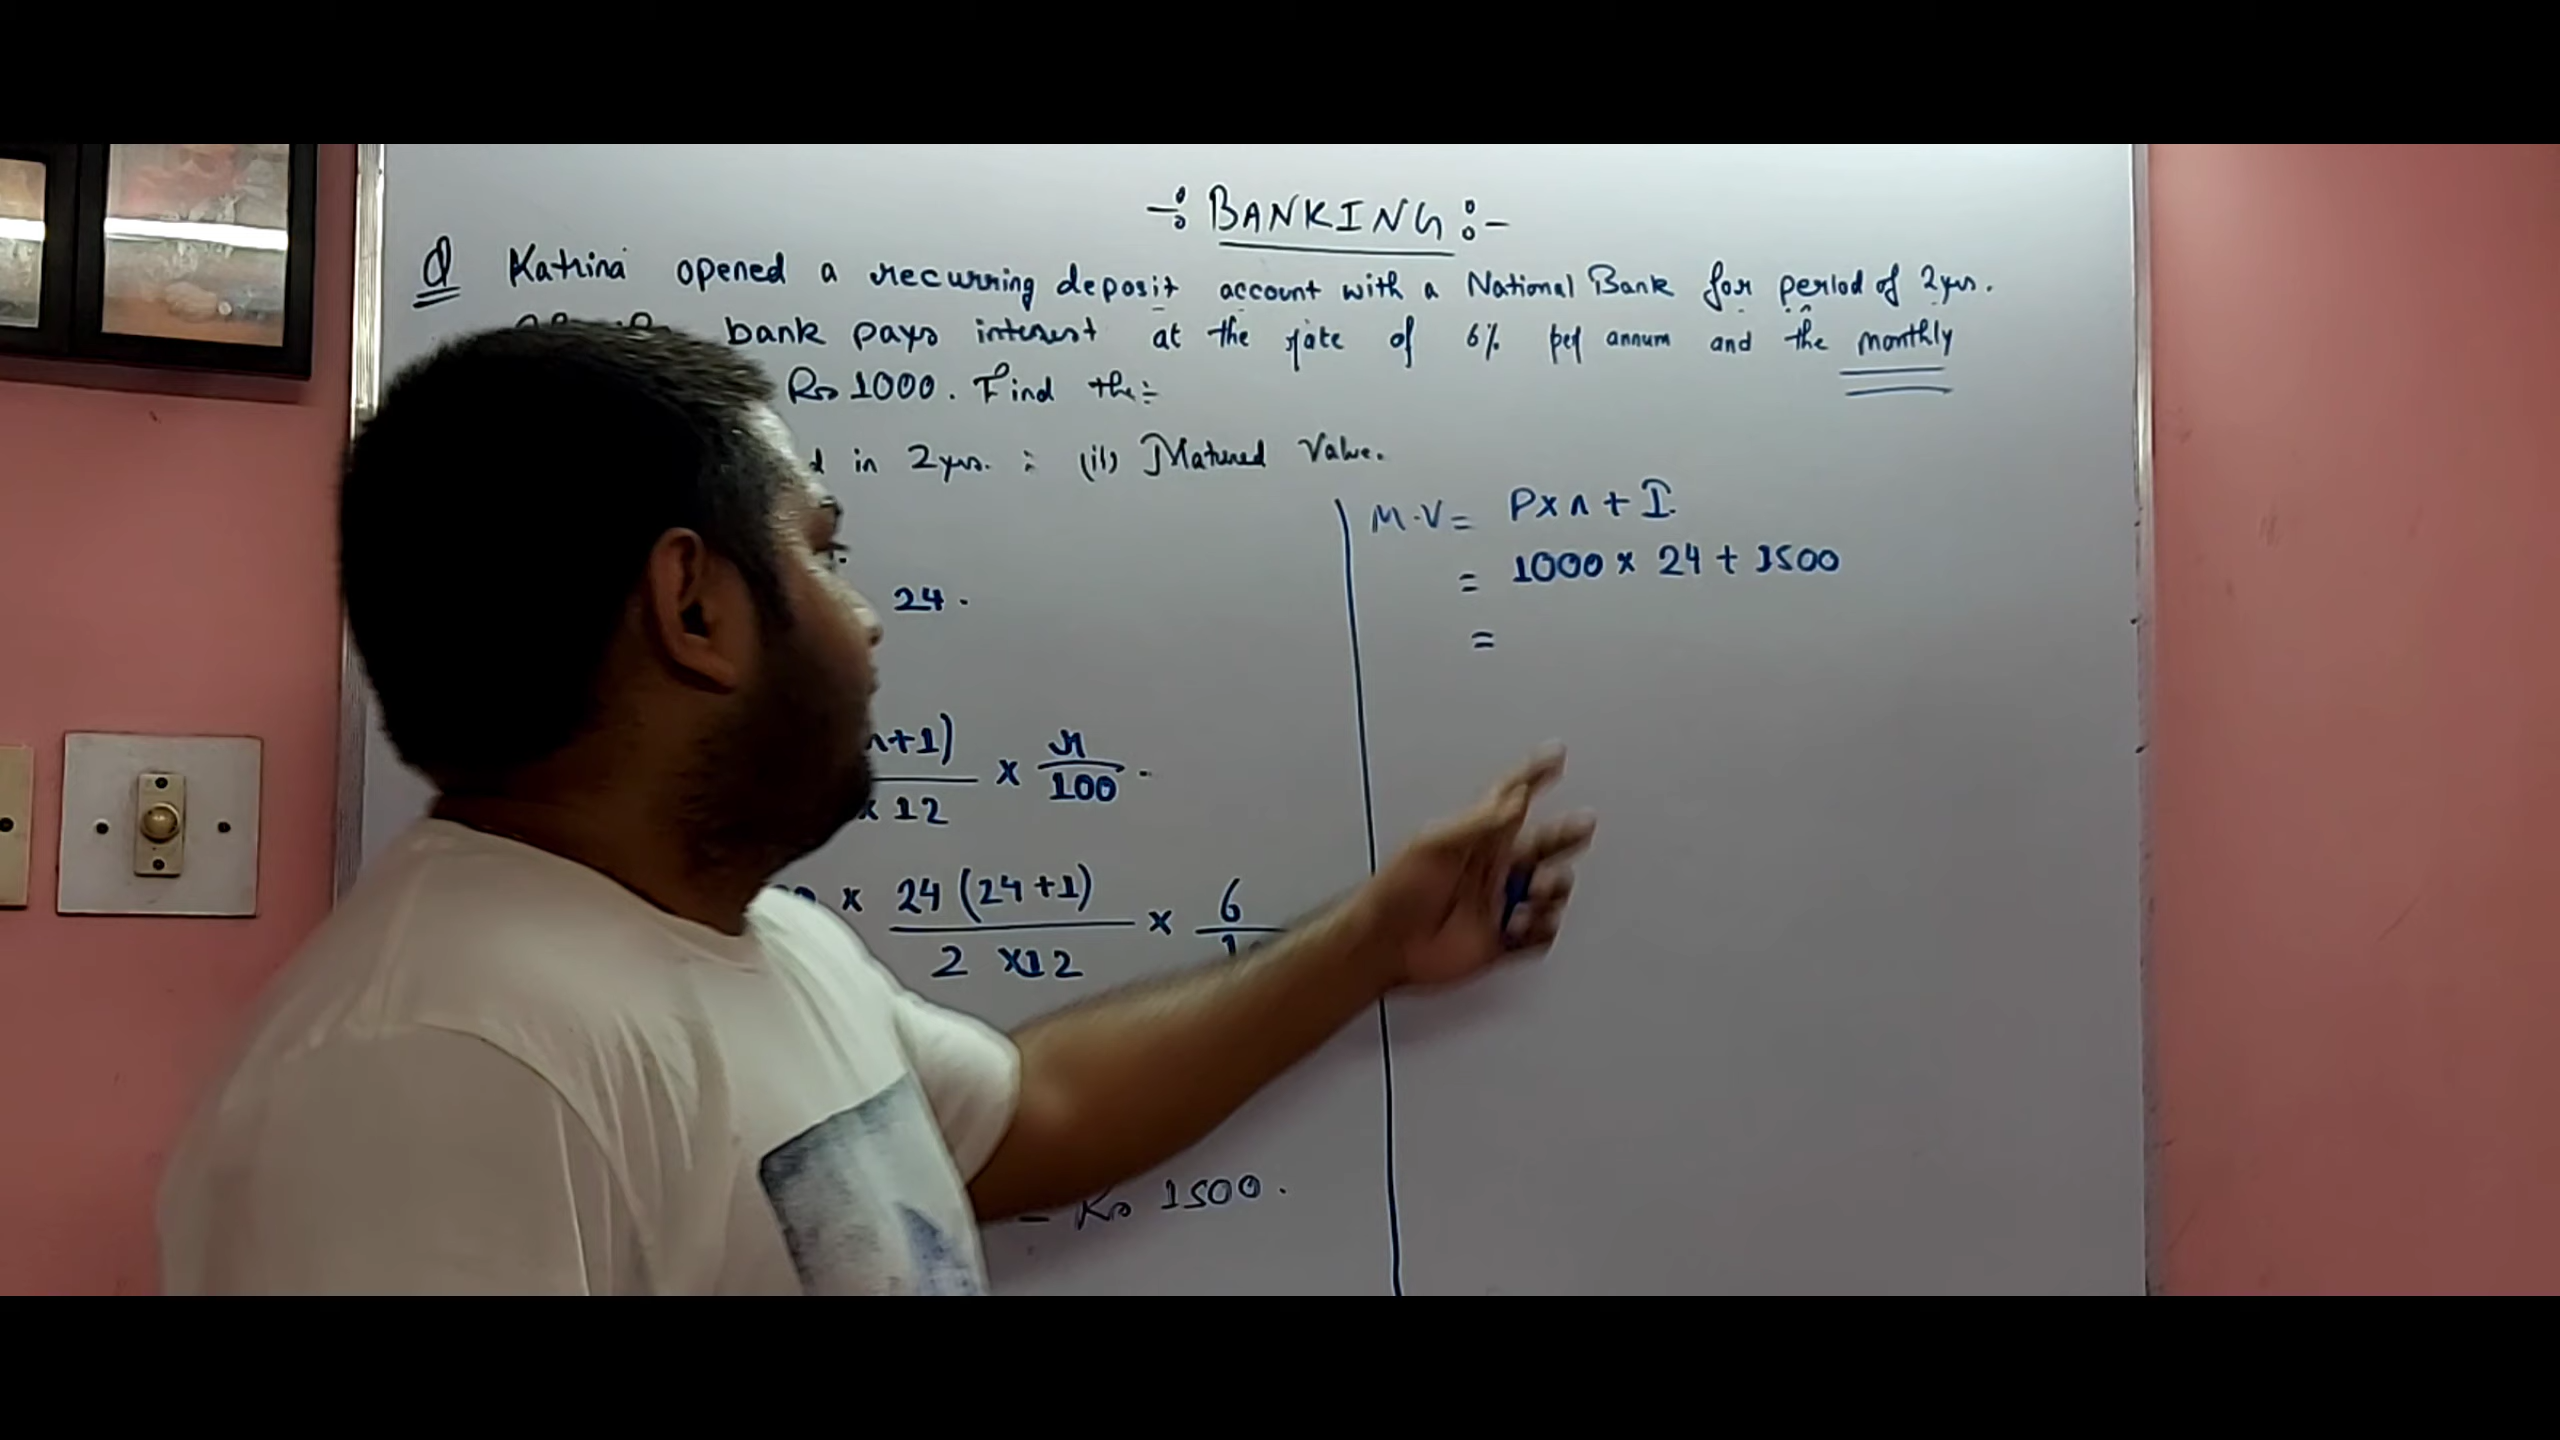 -: BANKING :-
Q Katrina opened a recurring deposit account with a National Bank for period of 2yrs.
bank pays interest at the rate of 6% per annum and the monthly
Rs 1000. Find the :-
in 2yrs. : (ii) Matured Value.
24.
n+1) x r/100.
x 12
x 24 (24+1) x 6
2 x12
= Rs 1500.
M.V = P x n + I.
= 1000 x 24 + 1500
=